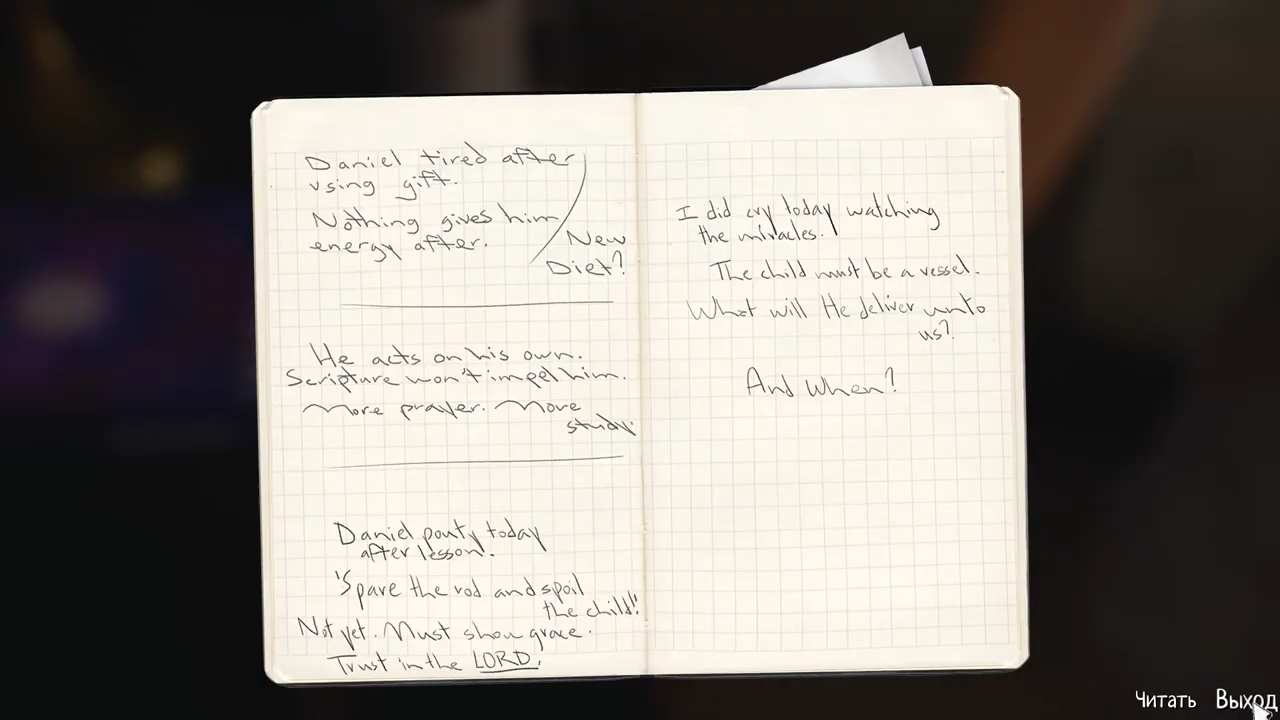 Daniel tired after
using gift.
Nothing gives him
energy after.
New
Diet?
He acts on his own.
Scripture won't impel him.
More prayer. More
study.
Daniel pouty today
after lesson.
'Spare the rod and spoil
the child!'
Not yet. Must show grace.
Trust in the LORD.
I did cry today watching
the miracles.
The child must be a vessel.
What will He deliver unto
us?
And When?
Читать Выход